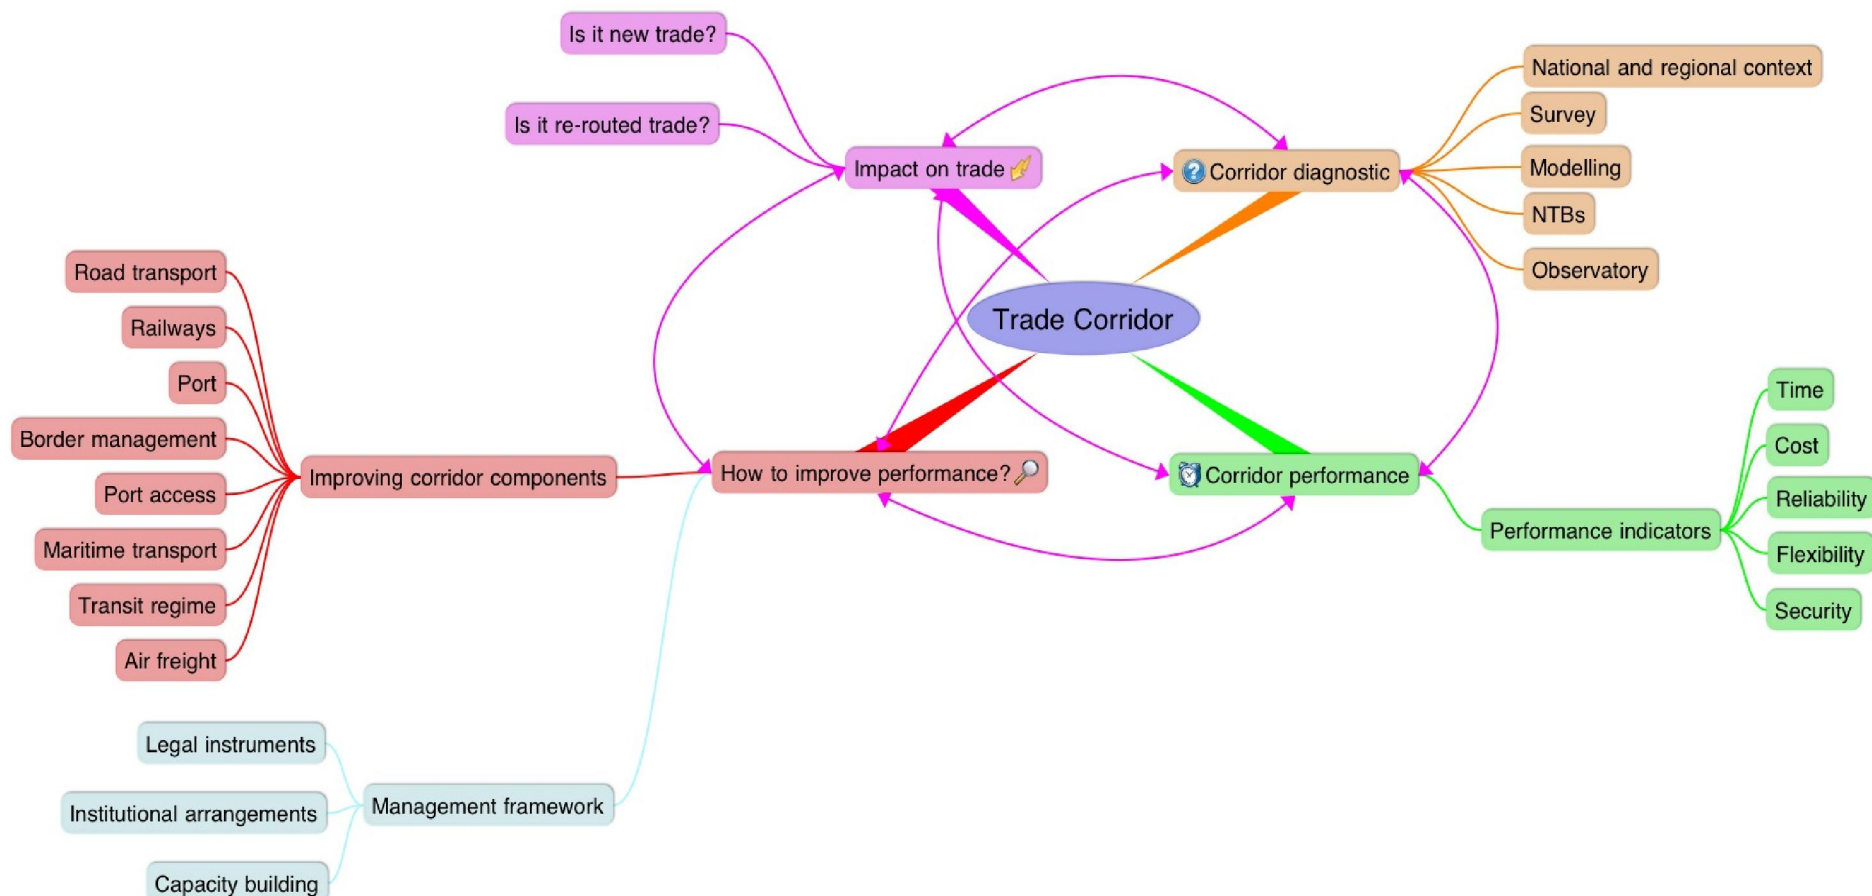 Is it new trade?
Is it re-routed trade?
Impact on trade
Corridor diagnostic
National and regional context
Survey
Modelling
NTBs
Observatory
Trade Corridor
Road transport
Railways
Port
Border management
Port access
Maritime transport
Transit regime
Air freight
Improving corridor components
How to improve performance?
Corridor performance
Performance indicators
Time
Cost
Reliability
Flexibility
Security
Legal instruments
Institutional arrangements
Capacity building
Management framework